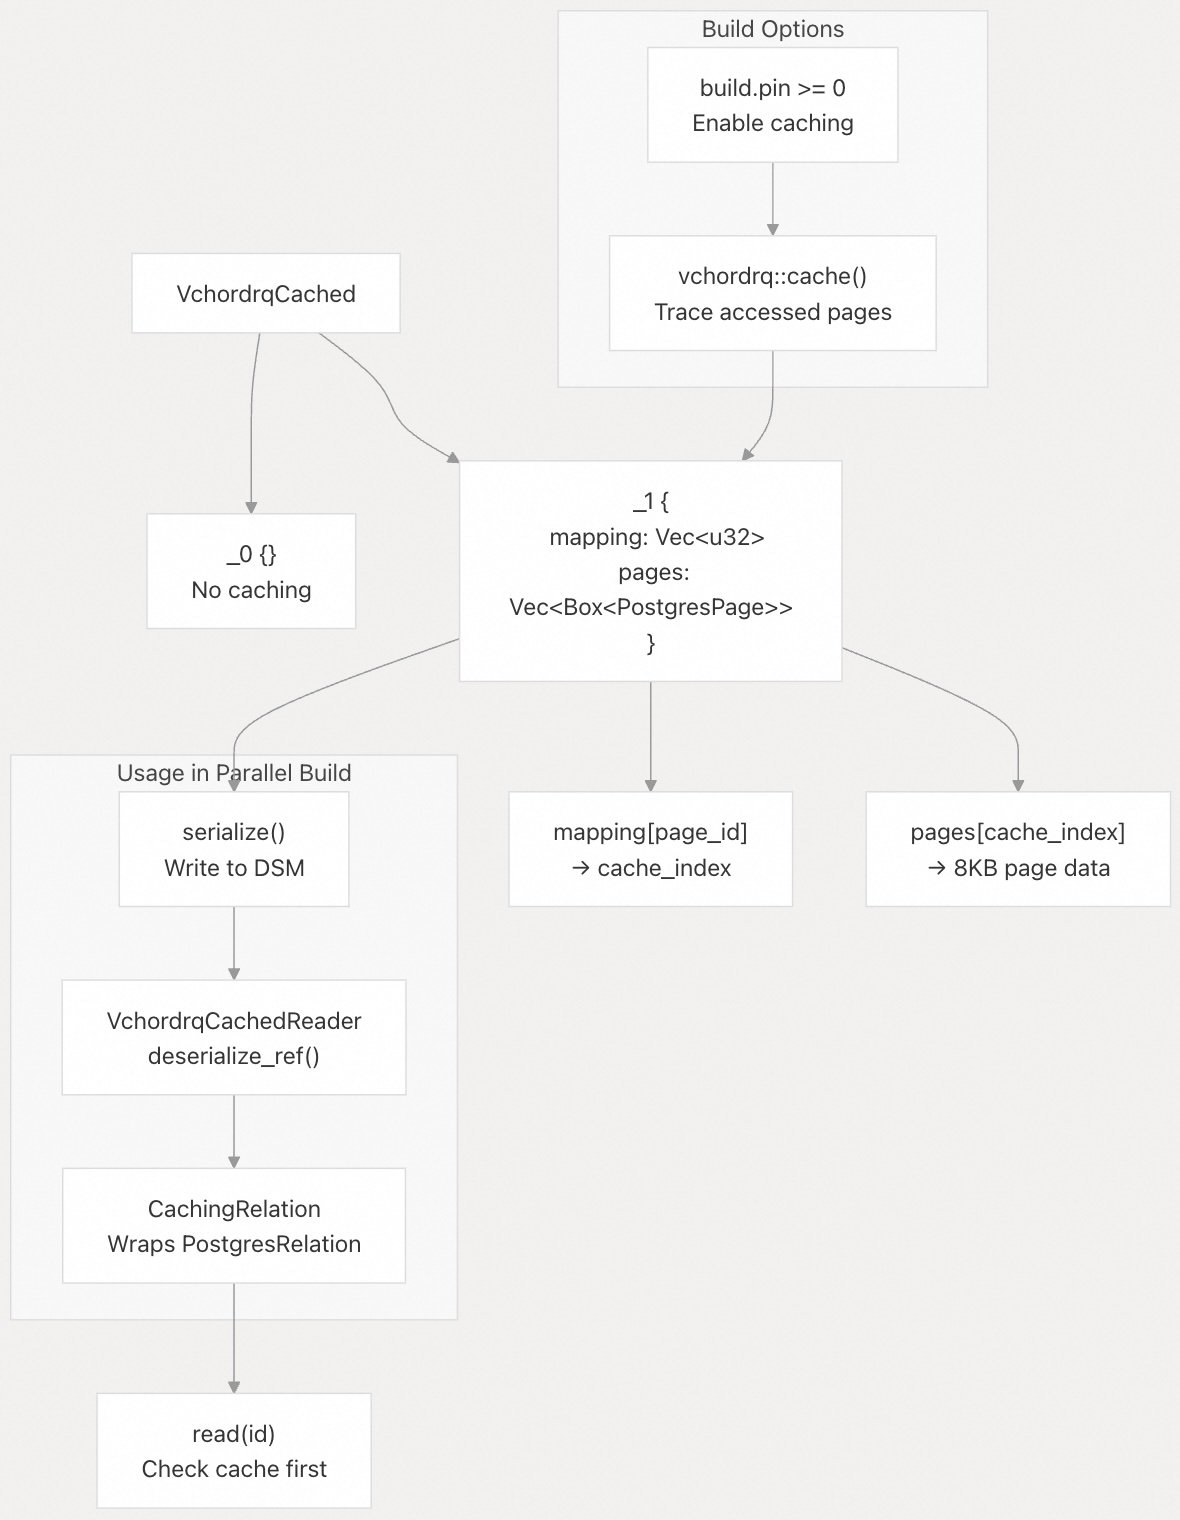 Build Options
build.pin >= 0
Enable caching
vchordrq::cache()
Trace accessed pages
VchordrqCached
_0 {}
No caching
_1 {
mapping: Vec<u32>
pages:
Vec<Box<PostgresPage>>
}
Usage in Parallel Build
serialize()
Write to DSM
mapping[page_id]
→ cache_index
pages[cache_index]
→ 8KB page data
VchordrqCachedReader
deserialize_ref()
CachingRelation
Wraps PostgresRelation
read(id)
Check cache first